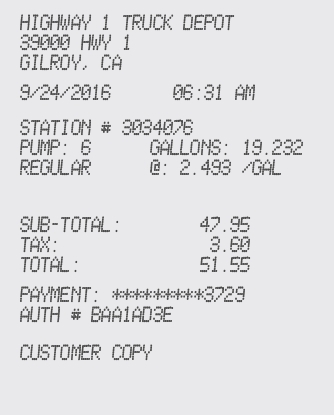 HIGHWAY 1 TRUCK DEPOT
39000 HWY 1
GILROY, CA
9/24/2016 06:31 AM
STATION # 3034076
PUMP: 6 GALLONS: 19.232
REGULAR @: 2.493 /GAL
SUB-TOTAL: 47.95
TAX: 3.60
TOTAL: 51.55
PAYMENT: *********3729
AUTH # BAA1AD3E
CUSTOMER COPY